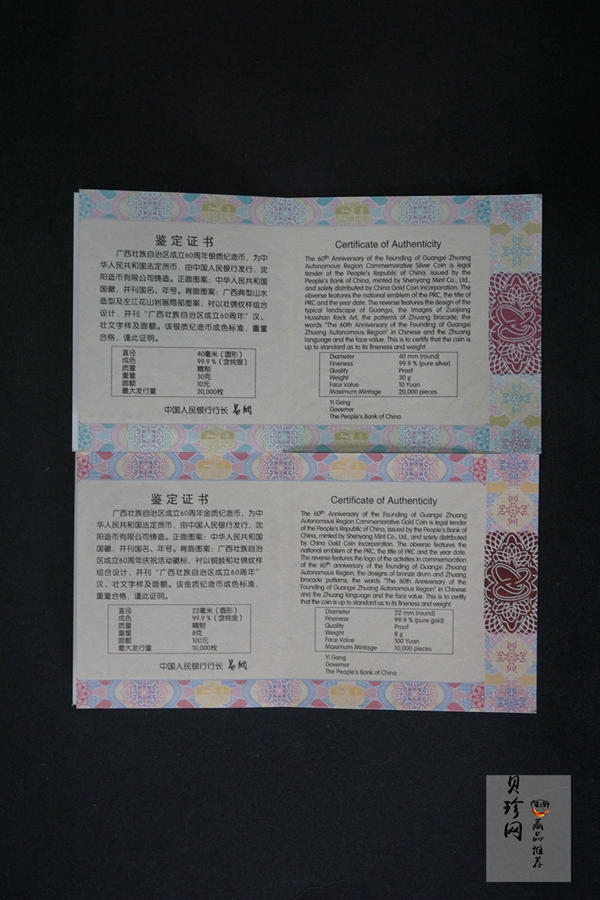 鉴定证书
广西壮族自治区成立60周年银质纪念币，为中
华人民共和国法定货币，由中国人民银行发行，沈
阳造币有限公司铸造。正面图案：中华人民共和国
国徽，并刊国名、年号。背面图案：广西典型山水
造型及左江花山岩画局部图案，衬以壮锦纹样组合
设计，并刊“广西壮族自治区成立60周年”汉、
壮文字样及面额。该银质纪念币成色标准，重量
合格，谨此证明。
直径 40毫米（圆形）
成色 99.9％（含纯银）
质量 精制
重量 30克
面额 10元
最大发行量 20,000枚
中国人民银行行长 易纲
Certificate of Authenticity
The 60th Anniversary of the Founding of Guangxi Zhuang
Autonomous Region Commemorative Silver Coin is legal
tender of the People's Republic of China, issued by the
People's Bank of China, minted by Shenyang Mint Co., Ltd.,
and solely distributed by China Gold Coin Incorporation. The
obverse features the national emblem of the PRC, the title of
PRC and the year date. The reverse features the design of the
typical landscape of Guangxi, the images of Zuojiang
Huashan Rock Art, the patterns of Zhuang brocade, the
words "The 60th Anniversary of the Founding of Guangxi
Zhuang Autonomous Region" in Chinese and the Zhuang
language and the face value. This is to certify that the coin is
up to standard as to its fineness and weight.
Diameter 40 mm (round)
Fineness 99.9 % (pure silver)
Quality Proof
Weight 30 g
Face Value 10 Yuan
Maximum Mintage 20,000 pieces
Yi Gang
Governor
The People's Bank of China
鉴定证书
广西壮族自治区成立60周年金质纪念币，为中
华人民共和国法定货币，由中国人民银行发行，沈
阳造币有限公司铸造。正面图案：中华人民共和国
国徽，并刊国名、年号。背面图案：广西壮族自治
区成立60周年庆祝活动徽标，衬以铜鼓和壮锦纹样
组合设计，并刊“广西壮族自治区成立60周年”
汉、壮文字样及面额。该金质纪念币成色标准，
重量合格，谨此证明。
直径 22毫米（圆形）
成色 99.9％（含纯金）
质量 精制
重量 8克
面额 100元
最大发行量 10,000枚
中国人民银行行长 易纲
Certificate of Authenticity
The 60th Anniversary of the Founding of Guangxi Zhuang
Autonomous Region Commemorative Gold Coin is legal tender
of the People's Republic of China, issued by the People's Bank of
China, minted by Shenyang Mint Co., Ltd., and solely distributed
by China Gold Coin Incorporation. The obverse features the
national emblem of the PRC, the title of PRC and the year date.
The reverse features the logo of the activities in commemoration
of the 60th anniversary of the founding of Guangxi Zhuang
Autonomous Region, the designs of bronze drum and Zhuang
brocade patterns, the words "The 60th Anniversary of the
Founding of Guangxi Zhuang Autonomous Region" in Chinese
and the Zhuang language and the face value. This is to certify
that the coin is up to standard as to its fineness and weight.
Diameter 22 mm (round)
Fineness 99.9 % (pure gold)
Quality Proof
Weight 8 g
Face Value 100 Yuan
Maximum Mintage 10,000 pieces
Yi Gang
Governor
The People's Bank of China
贝珍网
藏品推荐